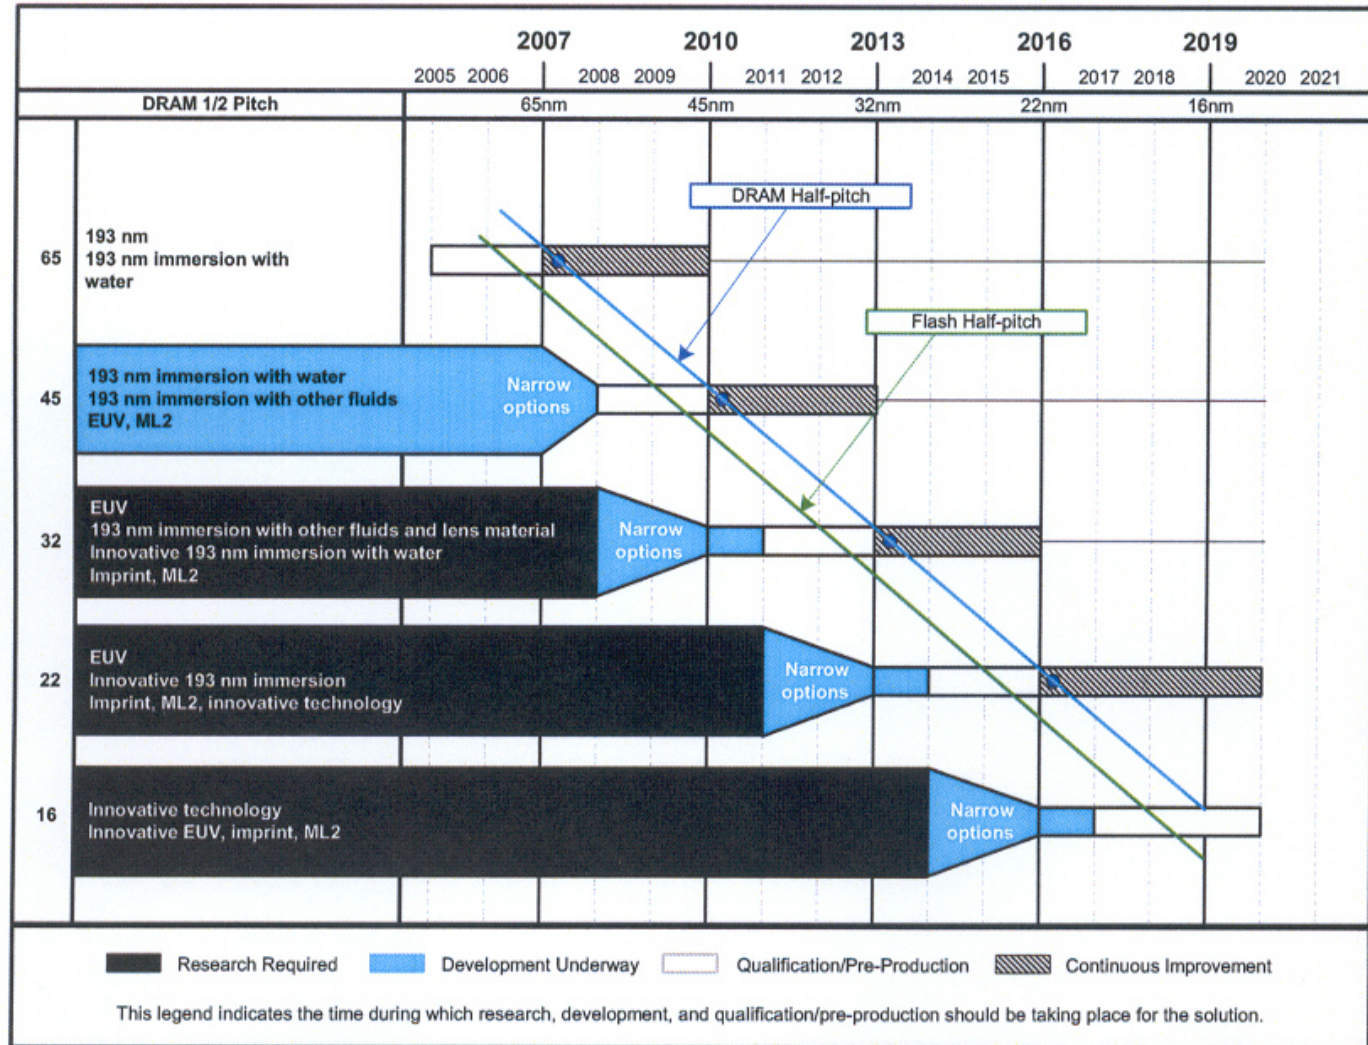 2007 2010 2013 2016 2019
2005 2006 2008 2009 2011 2012 2014 2015 2017 2018 2020 2021
DRAM 1/2 Pitch 65nm 45nm 32nm 22nm 16nm
DRAM Half-pitch
193 nm
65 193 nm immersion with
water
Flash Half-pitch
193 nm immersion with water
45 193 nm immersion with other fluids
EUV, ML2
Narrow
options
EUV
193 nm immersion with other fluids and lens material
32 Innovative 193 nm immersion with water
Imprint, ML2
Narrow
options
EUV
22 Innovative 193 nm immersion
Imprint, ML2, innovative technology
Narrow
options
16 Innovative technology
Innovative EUV, imprint, ML2
Narrow
options
Research Required Development Underway Qualification/Pre-Production Continuous Improvement
This legend indicates the time during which research, development, and qualification/pre-production should be taking place for the solution.